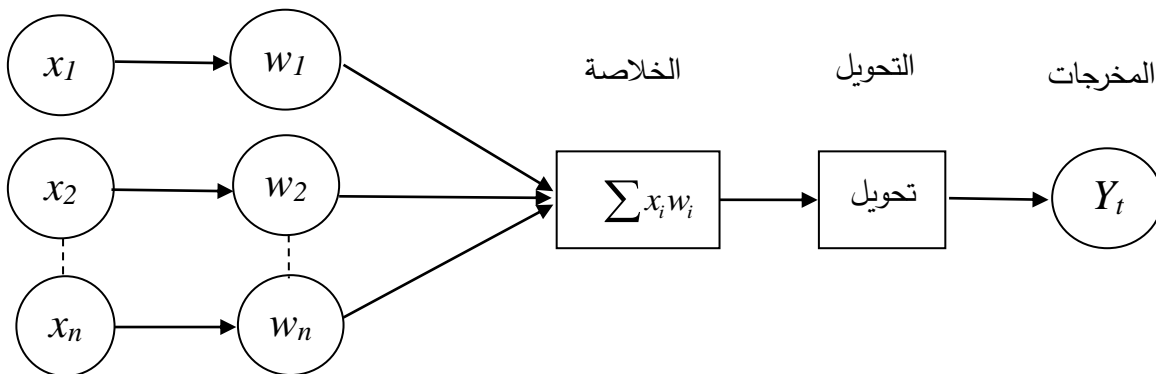 x1 w1
الخلاصة التحويل المخرجات
x2 w2 ∑ xiwi تحويل Yt
xn wn